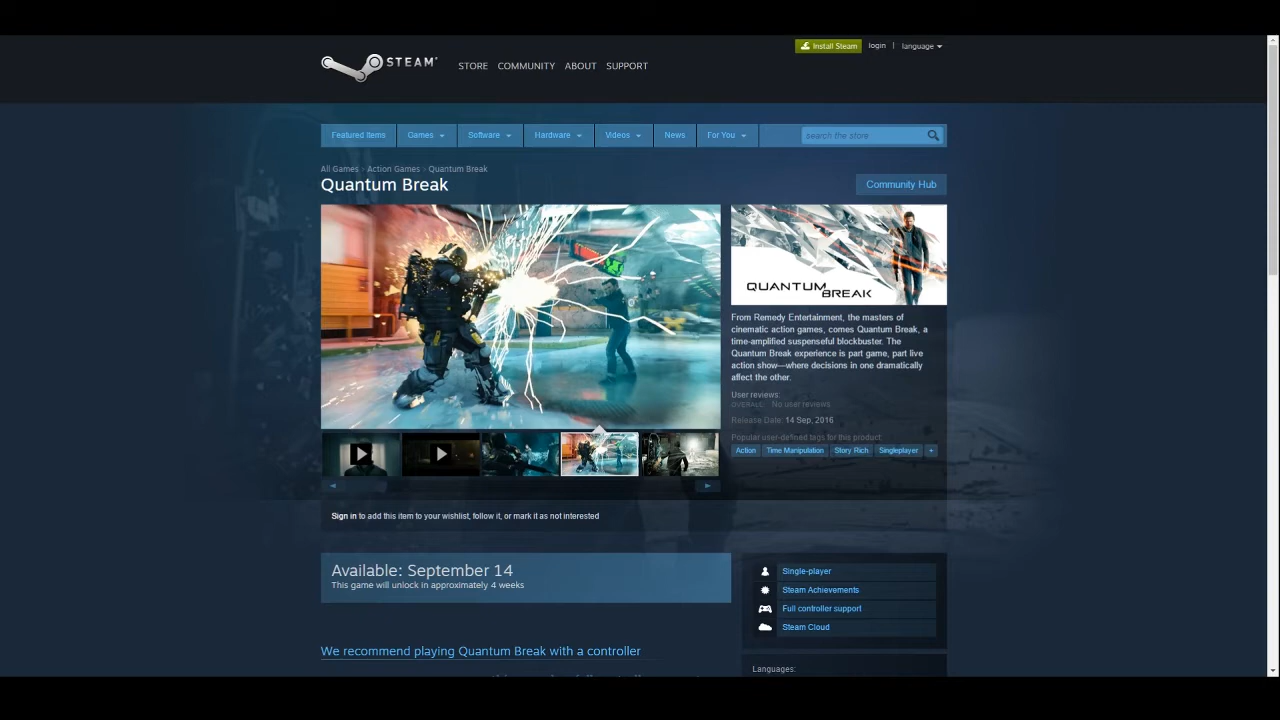 Install Steam login | language
STEAM STORE COMMUNITY ABOUT SUPPORT
Featured Items Games Software Hardware Videos News For You search the store
All Games > Action Games > Quantum Break
Quantum Break
Community Hub
QUANTUM
BREAK
From Remedy Entertainment, the masters of
cinematic action games, comes Quantum Break, a
time-amplified suspenseful blockbuster. The
Quantum Break experience is part game, part live
action show—where decisions in one dramatically
affect the other.
User reviews:
OVERALL: No user reviews
Release Date: 14 Sep, 2016
Popular user-defined tags for this product:
Action Time Manipulation Story Rich Singleplayer +
Sign in to add this item to your wishlist, follow it, or mark it as not interested
Available: September 14
This game will unlock in approximately 4 weeks
Single-player
Steam Achievements
Full controller support
Steam Cloud
We recommend playing Quantum Break with a controller
Languages: